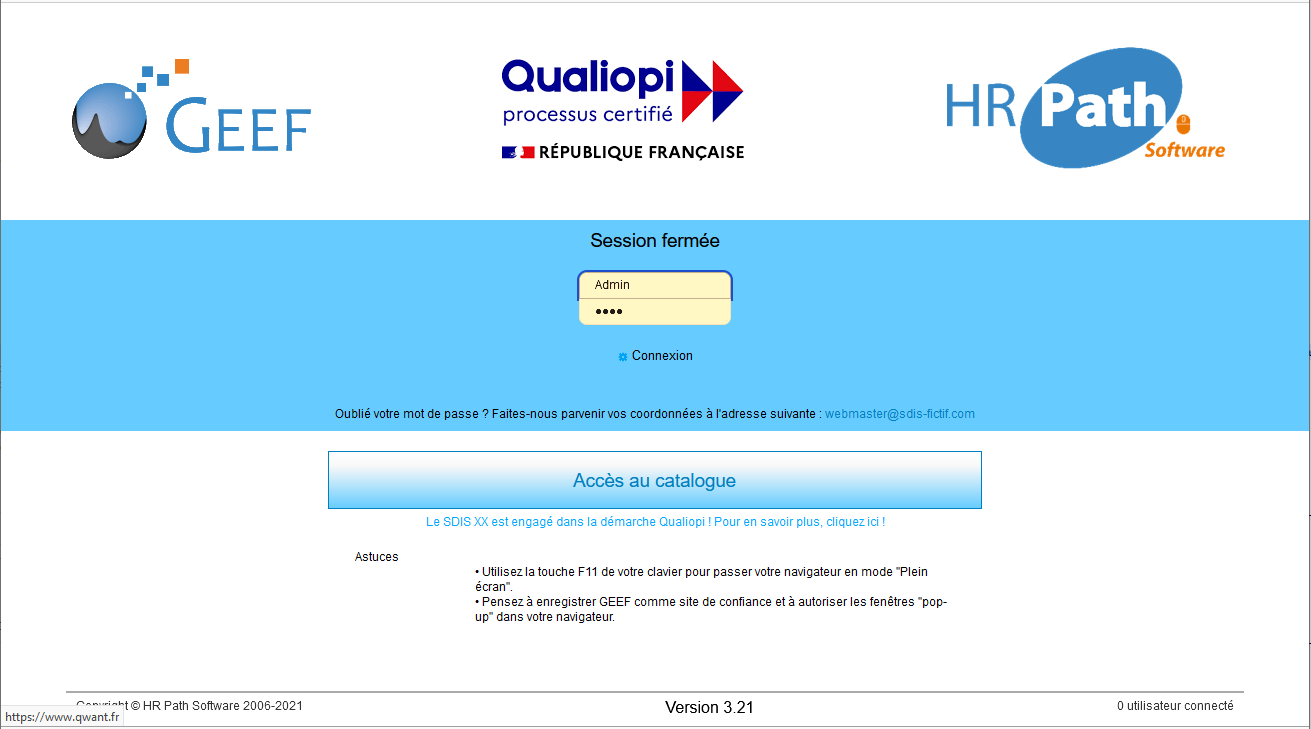 GEEF
Qualiopi
processus certifié
RÉPUBLIQUE FRANÇAISE
HR Path
Software
Session fermée
Admin
••••
Connexion
Oublié votre mot de passe ? Faites-nous parvenir vos coordonnées à l'adresse suivante : webmaster@sdis-fictif.com
Accès au catalogue
Le SDIS XX est engagé dans la démarche Qualiopi ! Pour en savoir plus, cliquez ici !
Astuces
• Utilisez la touche F11 de votre clavier pour passer votre navigateur en mode "Plein
écran".
• Pensez à enregistrer GEEF comme site de confiance et à autoriser les fenêtres "pop-
up" dans votre navigateur.
Copyright © HR Path Software 2006-2021
Version 3.21
0 utilisateur connecté
https://www.qwant.fr